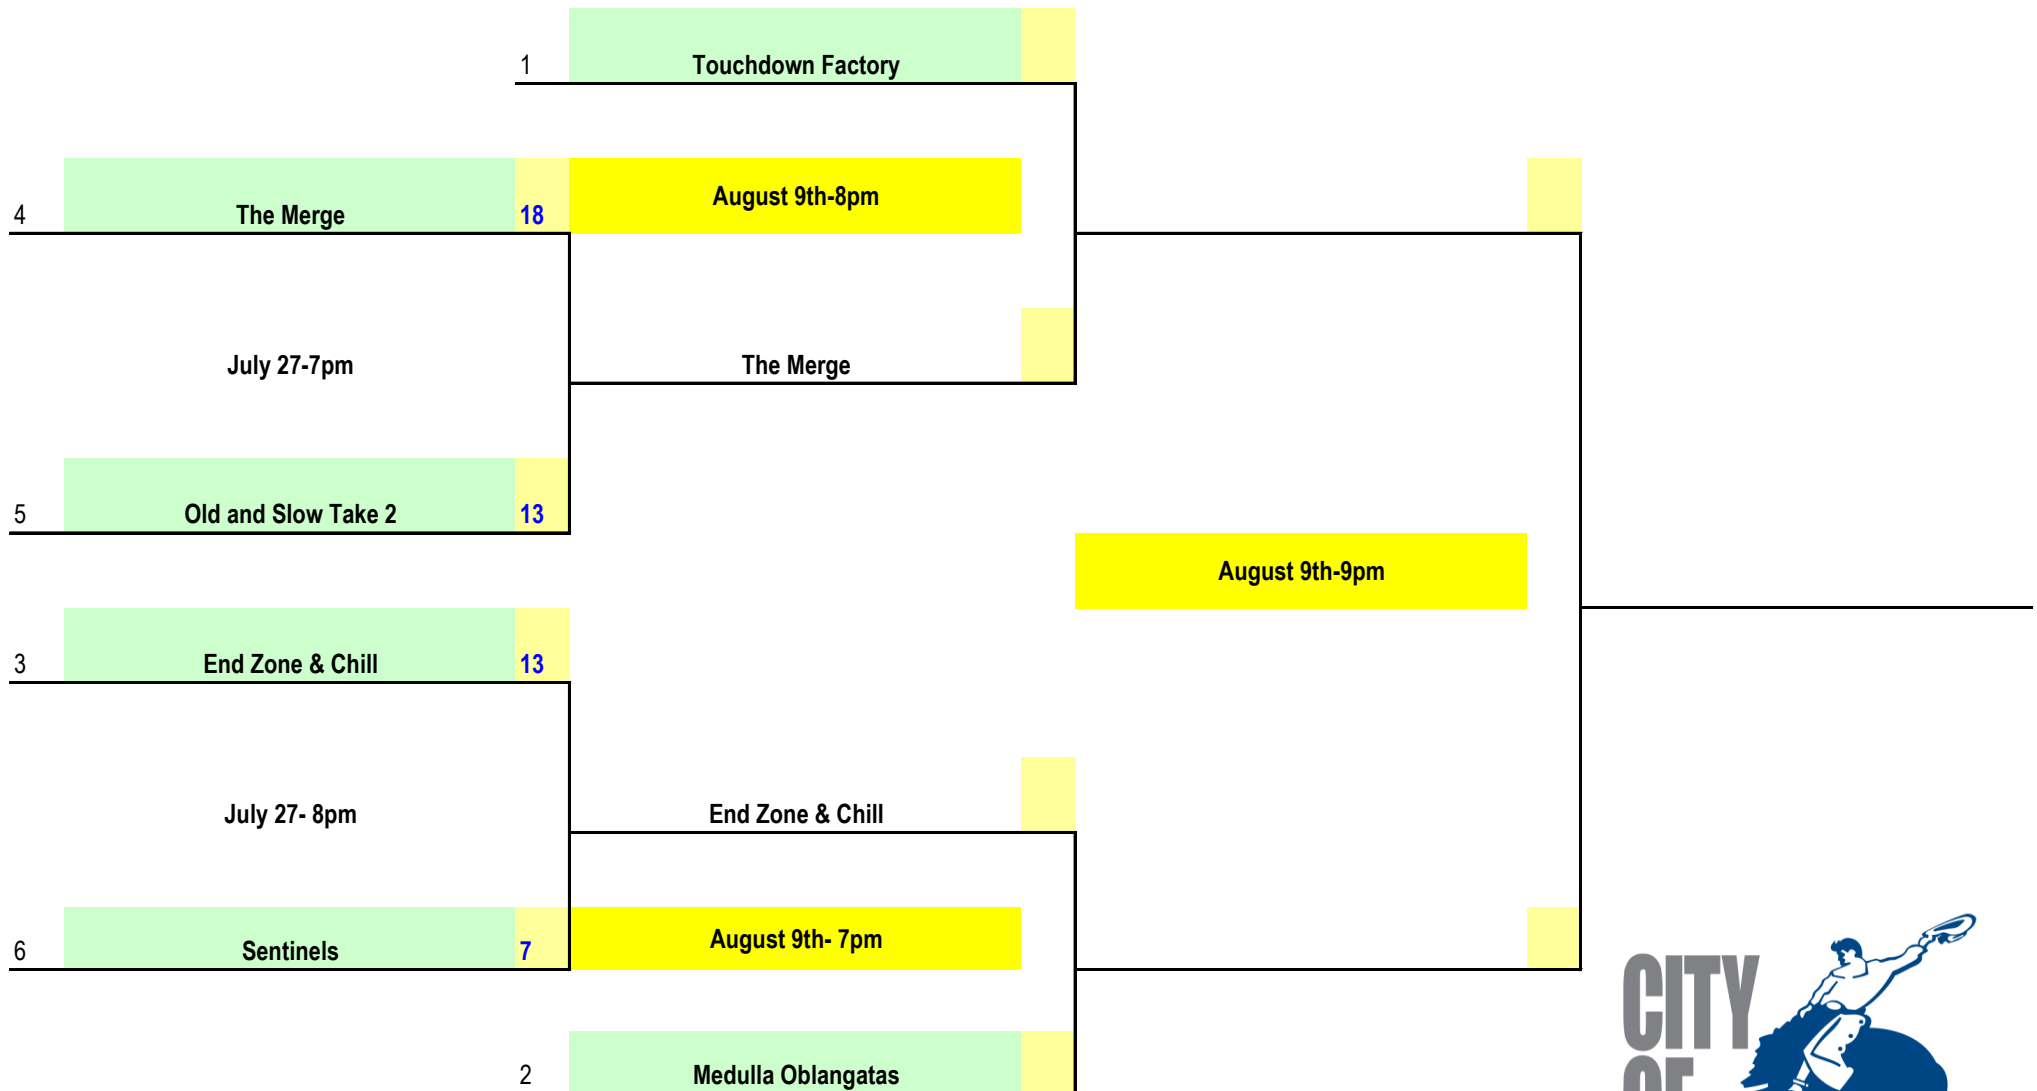 1 Touchdown Factory
4 The Merge 18 August 9th-8pm
July 27-7pm The Merge
5 Old and Slow Take 2 13
August 9th-9pm
3 End Zone & Chill 13
July 27- 8pm End Zone & Chill
6 Sentinels 7 August 9th- 7pm
CITY
OF
2 Medulla Oblangatas